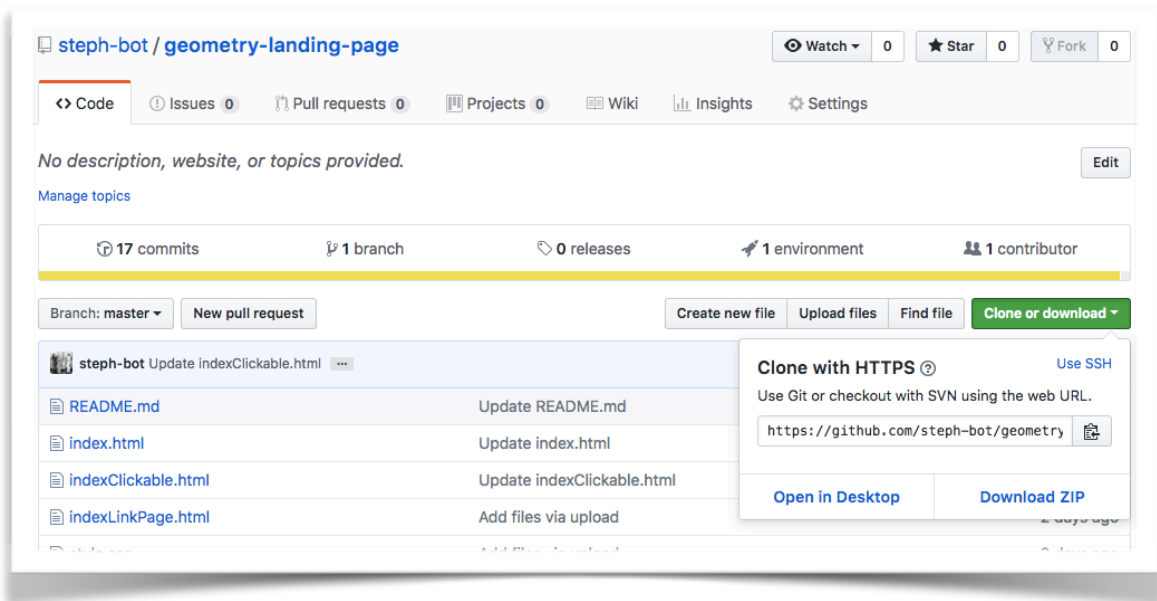 steph-bot / geometry-landing-page
Watch 0 Star 0 Fork 0
<> Code Issues 0 Pull requests 0 Projects 0 Wiki Insights Settings
No description, website, or topics provided. Edit
Manage topics
17 commits 1 branch 0 releases 1 environment 1 contributor
Branch: master New pull request Create new file Upload files Find file Clone or download
steph-bot Update indexClickable.html ...
Clone with HTTPS ? Use SSH
Use Git or checkout with SVN using the web URL.
https://github.com/steph-bot/geometry
Open in Desktop Download ZIP
README.md Update README.md
index.html Update index.html
indexClickable.html Update indexClickable.html
indexLinkPage.html Add files via upload 2 days ago